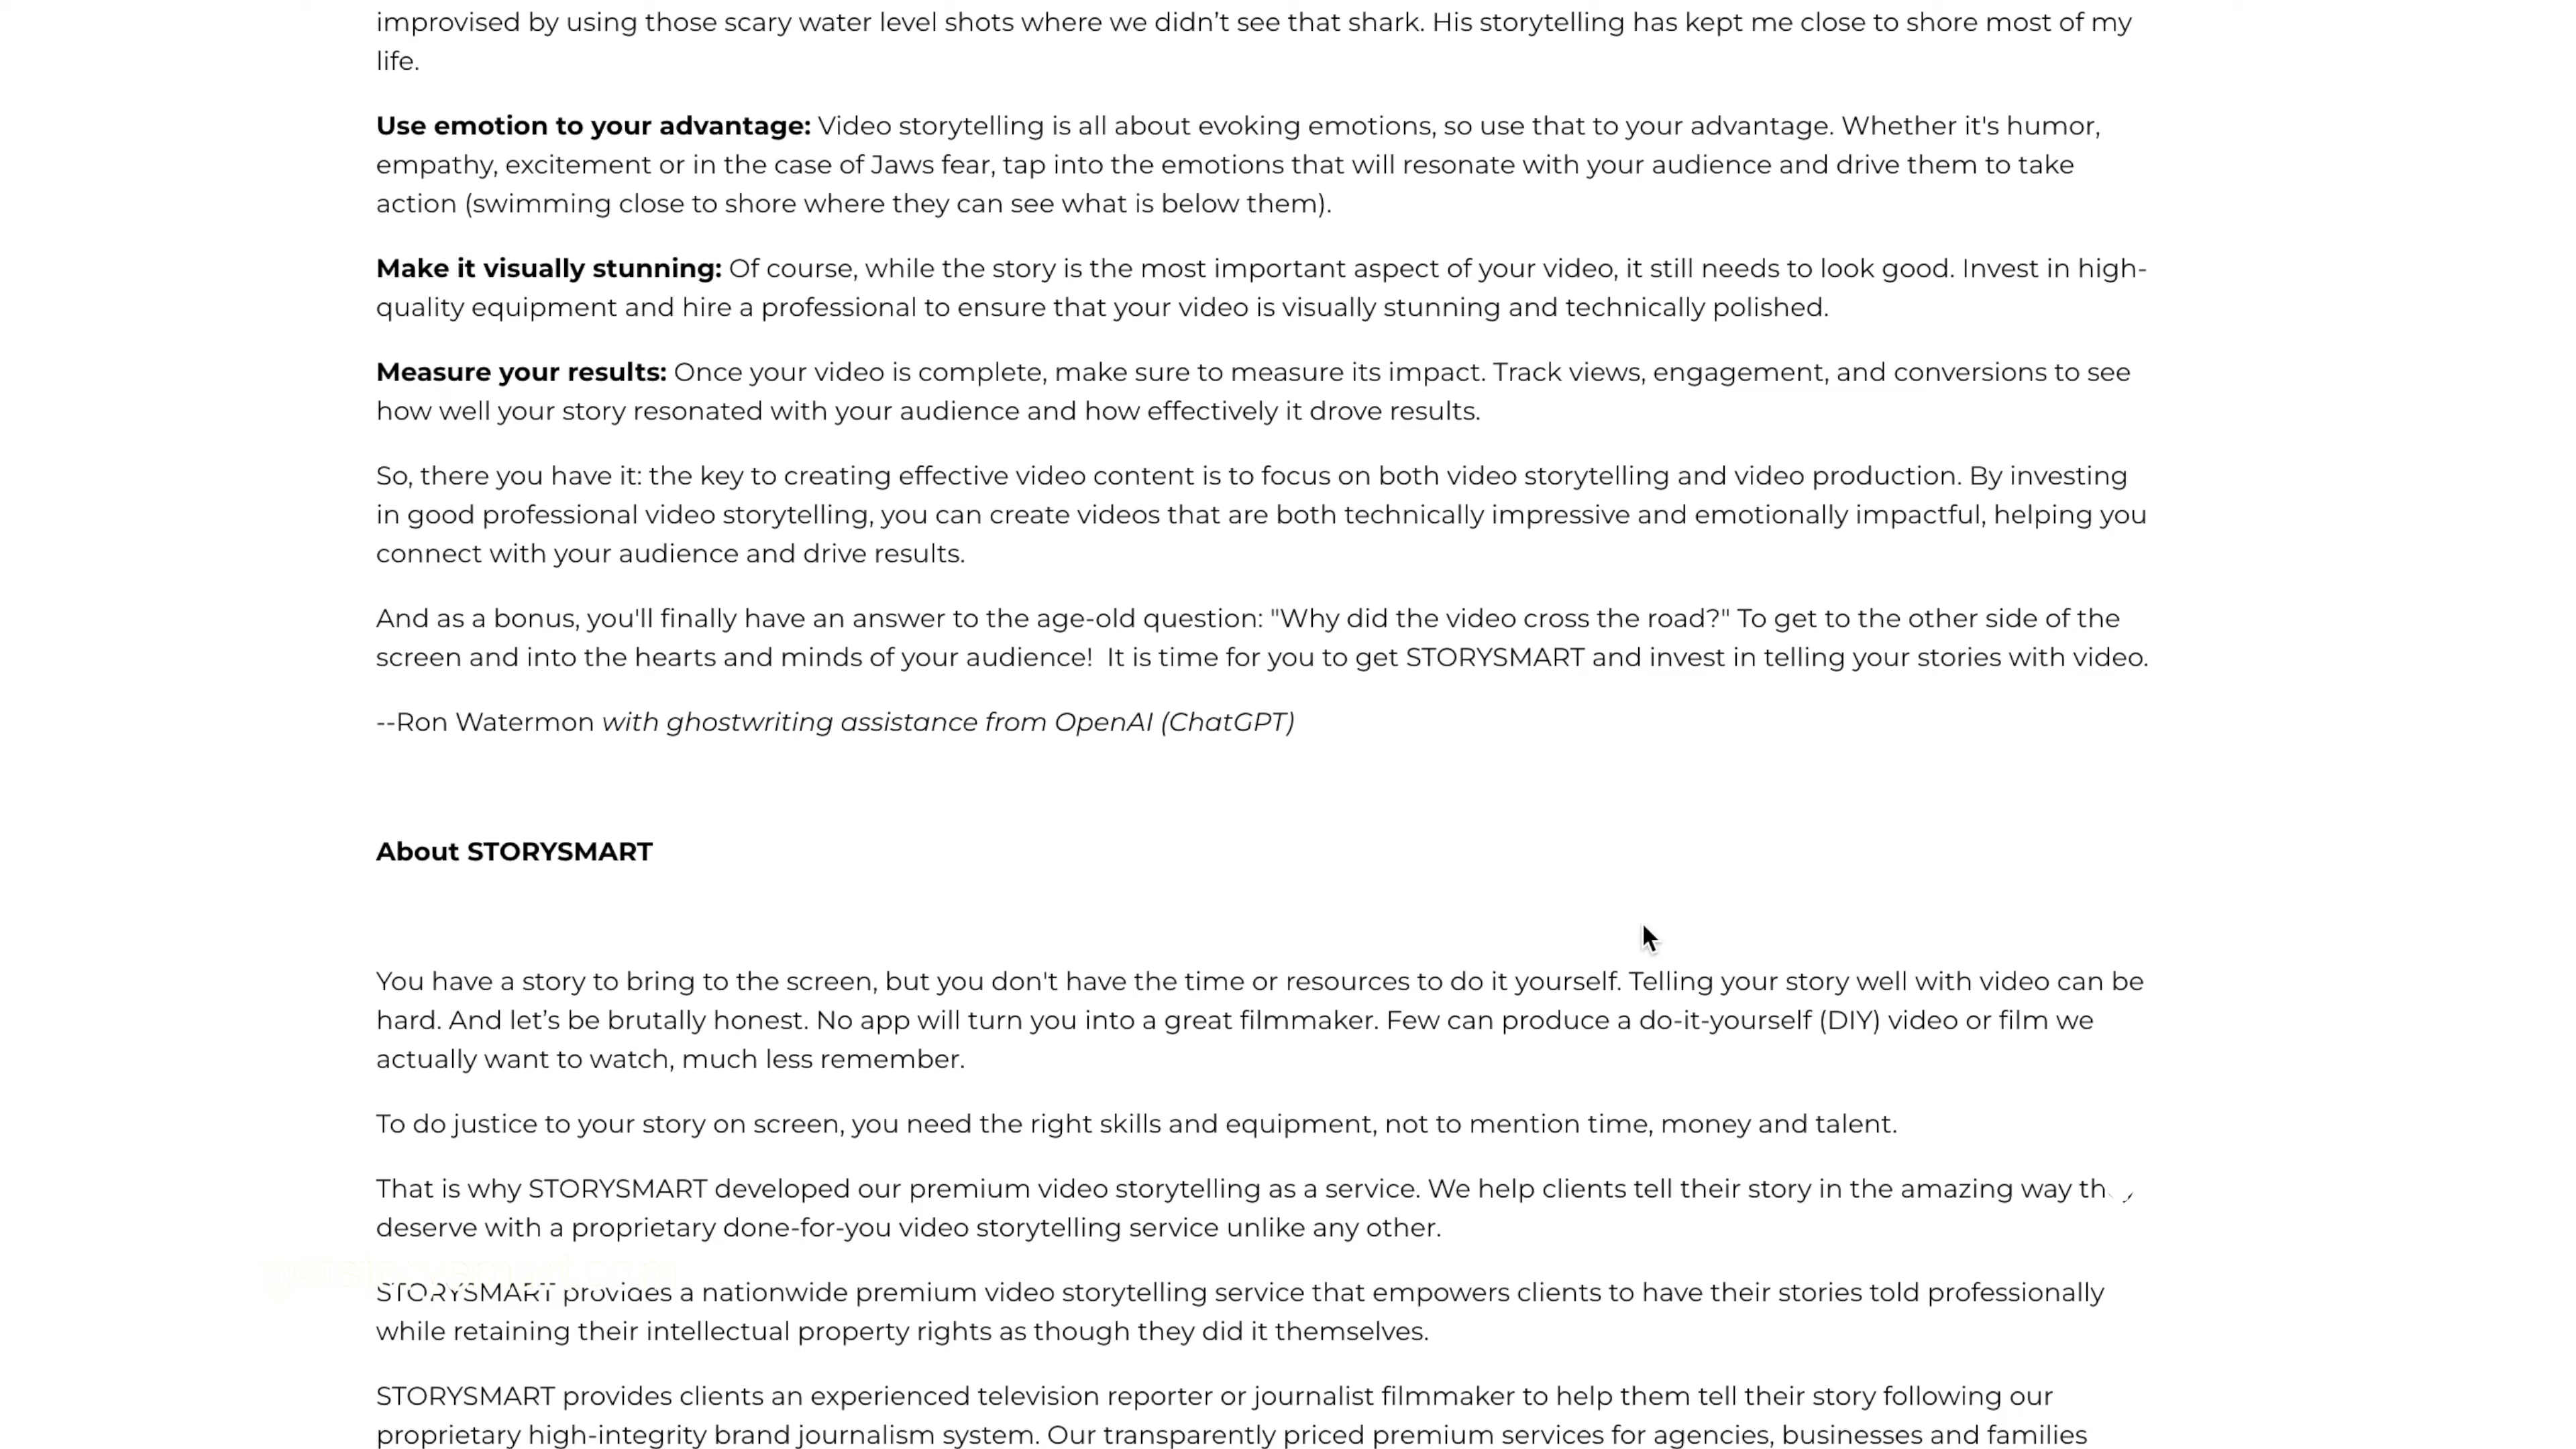 improvised by using those scary water level shots where we didn’t see that shark. His storytelling has kept me close to shore most of my
life.
Use emotion to your advantage: Video storytelling is all about evoking emotions, so use that to your advantage. Whether it's humor,
empathy, excitement or in the case of Jaws fear, tap into the emotions that will resonate with your audience and drive them to take
action (swimming close to shore where they can see what is below them).
Make it visually stunning: Of course, while the story is the most important aspect of your video, it still needs to look good. Invest in high-
quality equipment and hire a professional to ensure that your video is visually stunning and technically polished.
Measure your results: Once your video is complete, make sure to measure its impact. Track views, engagement, and conversions to see
how well your story resonated with your audience and how effectively it drove results.
So, there you have it: the key to creating effective video content is to focus on both video storytelling and video production. By investing
in good professional video storytelling, you can create videos that are both technically impressive and emotionally impactful, helping you
connect with your audience and drive results.
And as a bonus, you'll finally have an answer to the age-old question: "Why did the video cross the road?" To get to the other side of the
screen and into the hearts and minds of your audience!  It is time for you to get STORYSMART and invest in telling your stories with video.
--Ron Watermon with ghostwriting assistance from OpenAI (ChatGPT)
About STORYSMART
You have a story to bring to the screen, but you don't have the time or resources to do it yourself. Telling your story well with video can be
hard. And let’s be brutally honest. No app will turn you into a great filmmaker. Few can produce a do-it-yourself (DIY) video or film we
actually want to watch, much less remember.
To do justice to your story on screen, you need the right skills and equipment, not to mention time, money and talent.
That is why STORYSMART developed our premium video storytelling as a service. We help clients tell their story in the amazing way
deserve with a proprietary done-for-you video storytelling service unlike any other.
STORYSMART provides a nationwide premium video storytelling service that empowers clients to have their stories told professionally
while retaining their intellectual property rights as though they did it themselves.
STORYSMART provides clients an experienced television reporter or journalist filmmaker to help them tell their story following our
proprietary high-integrity brand journalism system. Our transparently priced premium services for agencies, businesses and families